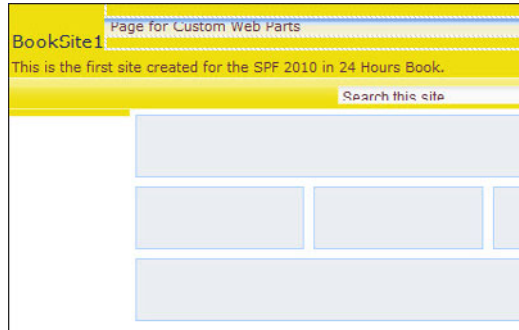 Page for Custom Web Parts
BookSite1
This is the first site created for the SPF 2010 in 24 Hours Book.
Search this site